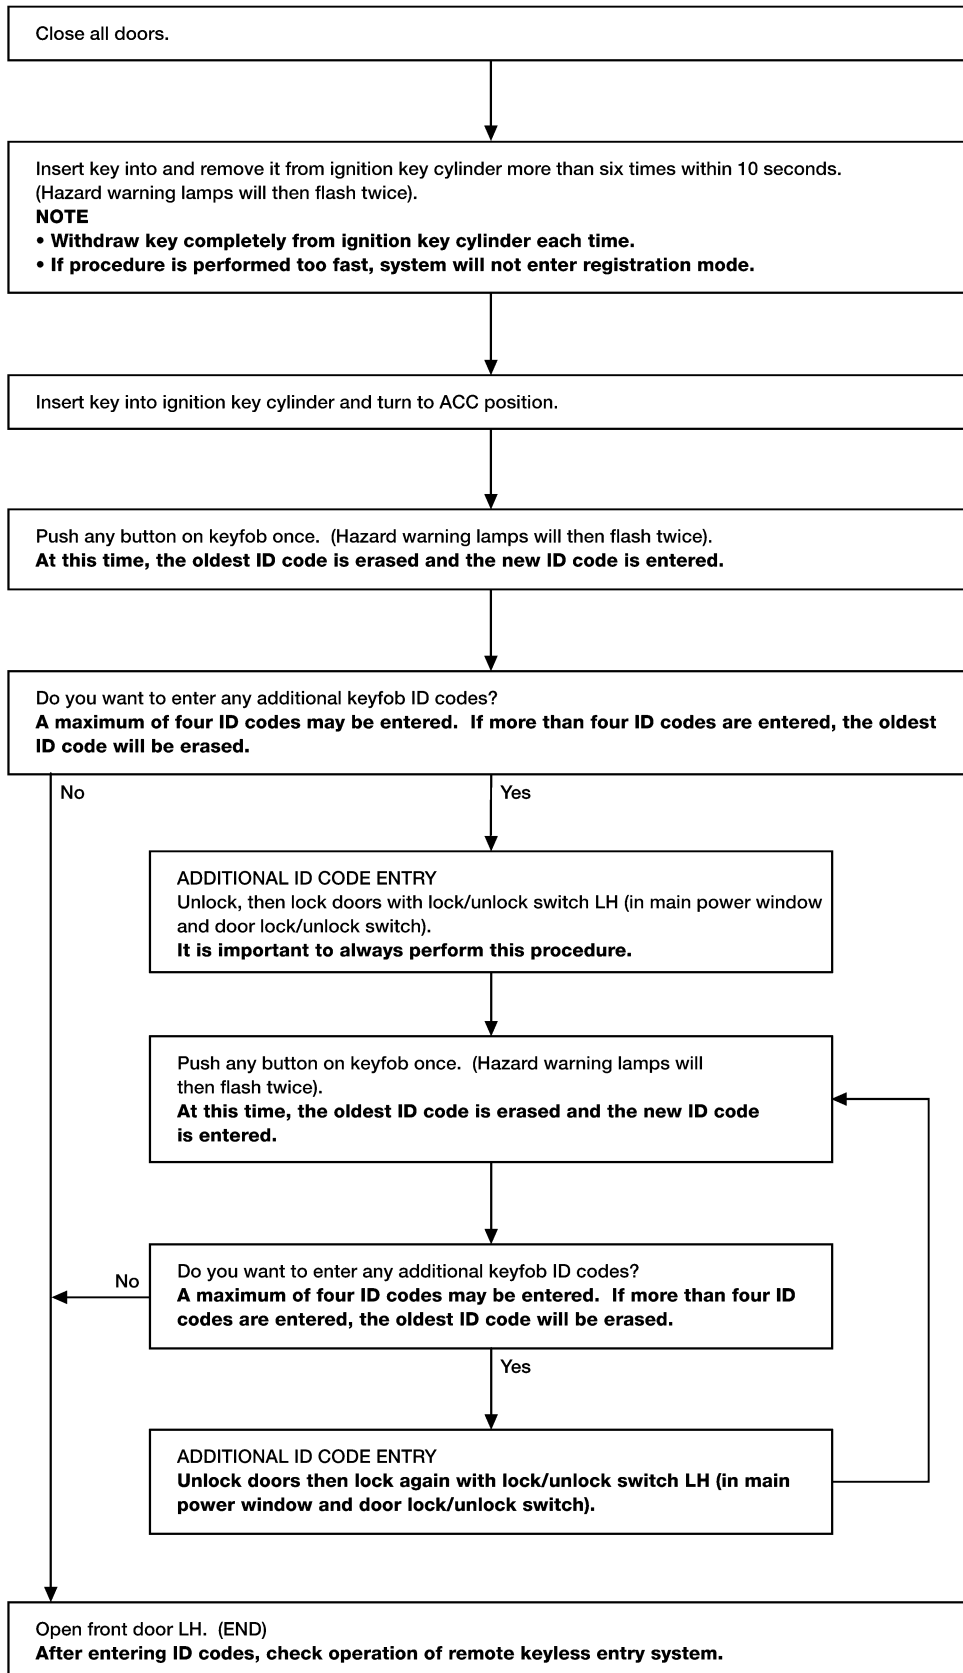 Close all doors.
Insert key into and remove it from ignition key cylinder more than six times within 10 seconds.
(Hazard warning lamps will then flash twice).
NOTE
• Withdraw key completely from ignition key cylinder each time.
• If procedure is performed too fast, system will not enter registration mode.
Insert key into ignition key cylinder and turn to ACC position.
Push any button on keyfob once. (Hazard warning lamps will then flash twice).
At this time, the oldest ID code is erased and the new ID code is entered.
Do you want to enter any additional keyfob ID codes?
A maximum of four ID codes may be entered. If more than four ID codes are entered, the oldest
ID code will be erased.
No
Yes
ADDITIONAL ID CODE ENTRY
Unlock, then lock doors with lock/unlock switch LH (in main power window
and door lock/unlock switch).
It is important to always perform this procedure.
Push any button on keyfob once. (Hazard warning lamps will
then flash twice).
At this time, the oldest ID code is erased and the new ID code
is entered.
Do you want to enter any additional keyfob ID codes?
A maximum of four ID codes may be entered. If more than four ID
codes are entered, the oldest ID code will be erased.
No
Yes
ADDITIONAL ID CODE ENTRY
Unlock doors then lock again with lock/unlock switch LH (in main
power window and door lock/unlock switch).
Open front door LH. (END)
After entering ID codes, check operation of remote keyless entry system.